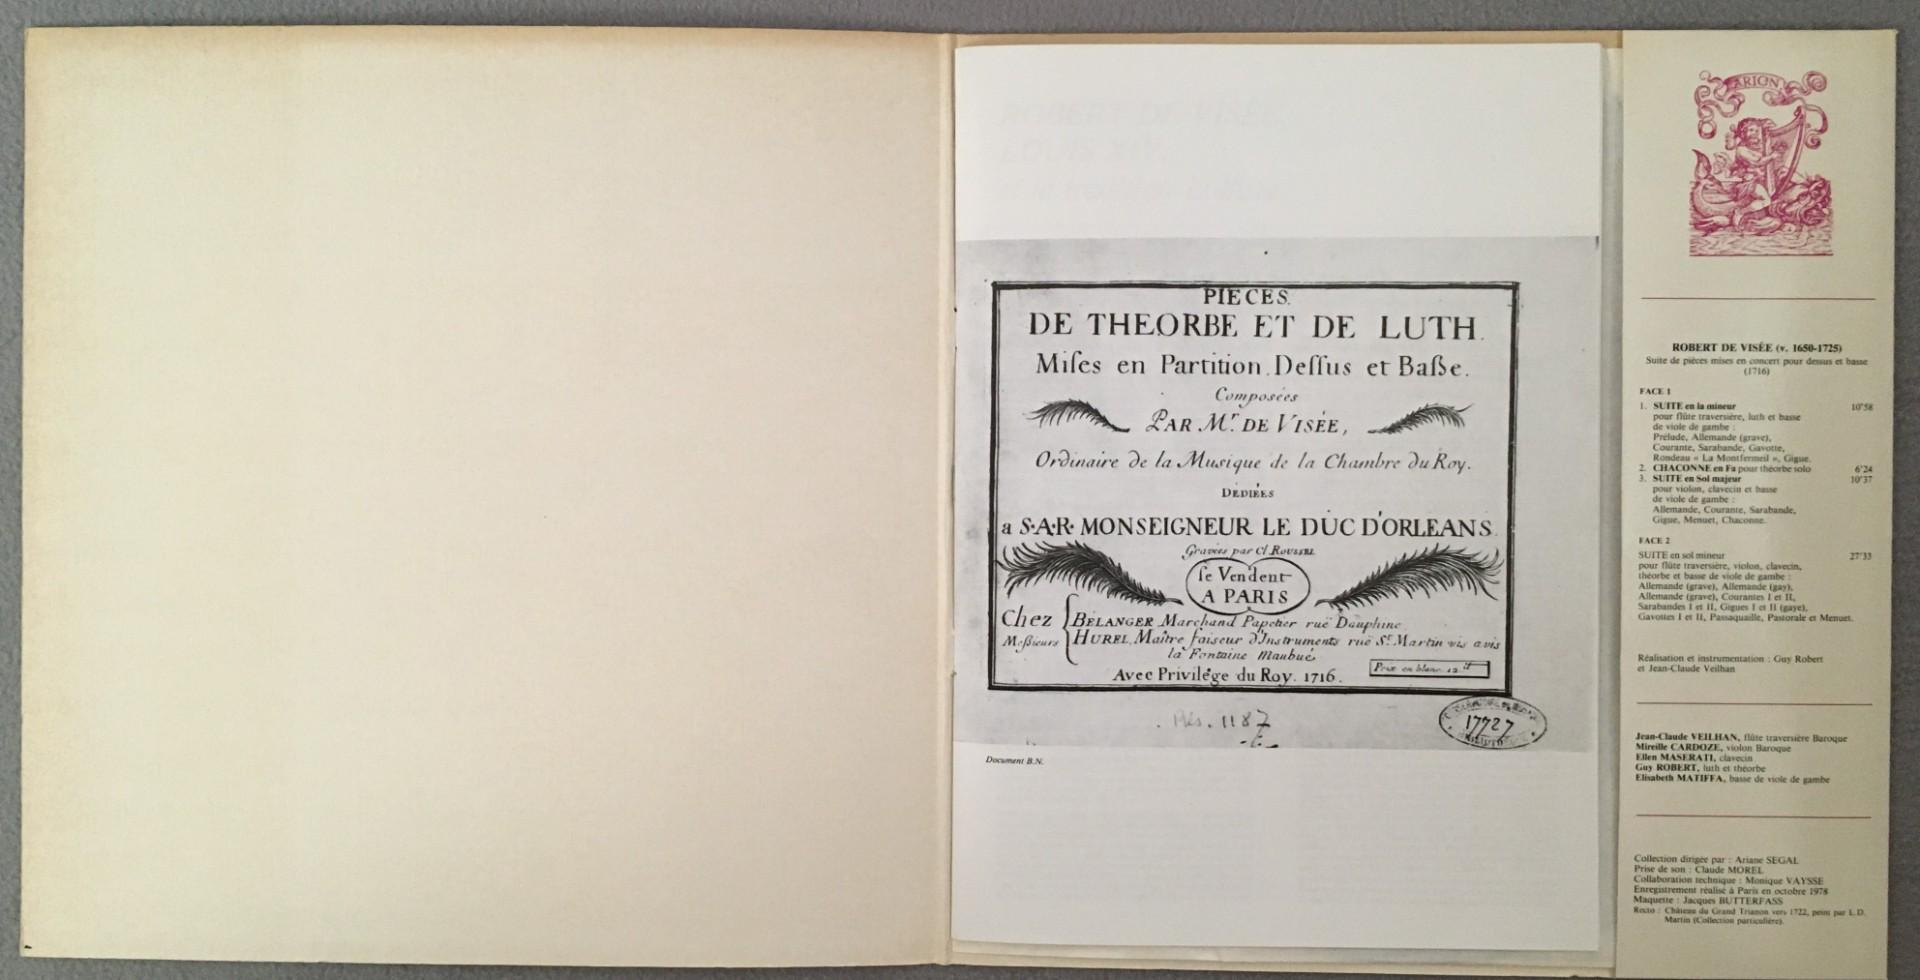 PIECES.
DE THEORBE ET DE LUTH.
Miſes en Partition, Deſſus et Baſse.
Composées
PAR M.r DE VISÉE,
Ordinaire de la Musique de la Chambre du Roy.
DEDIÉES
a S.A.R. MONSEIGNEUR LE DUC D'ORLEANS
Gravées par Cl. ROUSSEL
ſe Vendent
A PARIS
Chez
Meſsieurs
BELANGER Marchand Papetier ruë Dauphine
HUREL, Maître faiseur d'Instruments ruë S.t Martin vis avis
la Fontaine Maubué
Avec Privilége du Roy. 1716.
Prix en blanc 12 tt
Rés. 1187
17727
Document B.N.
ARION
ROBERT DE VISÉE (v. 1650-1725)
Suite de pièces mises en concert pour dessus et basse
(1716)
FACE 1
1. SUITE en la mineur 10'58
pour flûte traversière, luth et basse
de viole de gambe :
Prélude, Allemande (grave),
Courante, Sarabande, Gavotte,
Rondeau « La Montfermeil », Gigue.
2. CHACONNE en Fa pour théorbe solo 6'24
3. SUITE en Sol majeur 10'37
pour violon, clavecin et basse
de viole de gambe :
Allemande, Courante, Sarabande,
Gigue, Menuet, Chaconne.
FACE 2
SUITE en sol mineur 27'33
pour flûte traversière, violon, clavecin,
théorbe et basse de viole de gambe :
Allemande (grave), Allemande (gay),
Allemande (grave), Courantes I et II,
Sarabandes I et II, Gigues I et II (gaye),
Gavottes I et II, Passaquaille, Pastorale et Menuet.
Réalisation et instrumentation : Guy Robert
et Jean-Claude Veilhan
Jean-Claude VEILHAN, flûte traversière Baroque
Mireille CARDOZE, violon Baroque
Ellen MASERATI, clavecin
Guy ROBERT, luth et théorbe
Elisabeth MATIFFA, basse de viole de gambe
Collection dirigée par : Ariane SEGAL
Prise de son : Claude MOREL
Collaboration technique : Monique VAYSSE
Enregistrement réalisé à Paris en octobre 1978
Maquette : Jacques BUTTERFASS
Recto : Château du Grand Trianon vers 1722, peint par L.D.
Martin (Collection particulière).